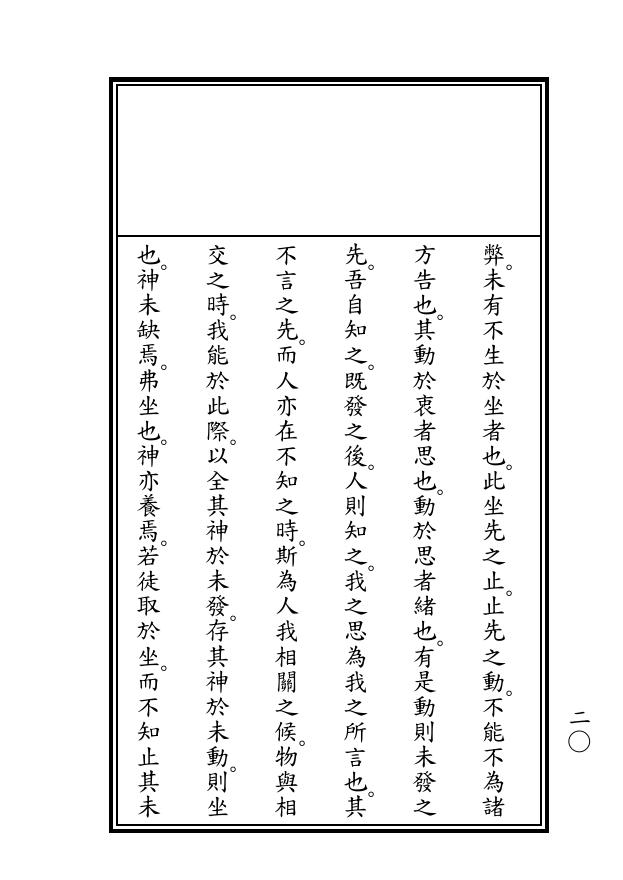 弊。未有不生於坐者也。此坐先之止。止先之動。不能不為諸
方告也。其動於衷者思也。動於思者緒也。有是動則未發之
先。吾自知之。既發之後。人則知之。我之思為我之所言也。其
不言之先。而人亦在不知之時。斯為人我相關之候。物與相
交之時。我能於此際。以全其神於未發。存其神於未動。則坐
也。神未缺焉。弗坐也。神亦養焉。若徒取於坐。而不知止其未
二〇